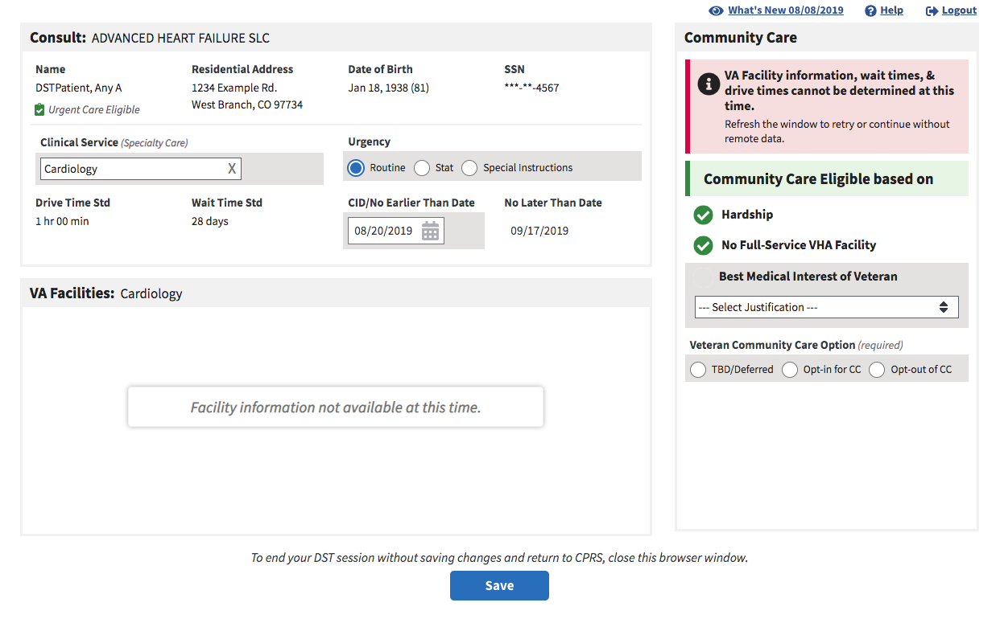 What's New 08/08/2019 Help Logout
Consult: ADVANCED HEART FAILURE SLC
Name Residential Address Date of Birth SSN
DSTPatient, Any A 1234 Example Rd. Jan 18, 1938 (81) ***-**-4567
West Branch, CO 97734
Urgent Care Eligible
Clinical Service (Specialty Care) Urgency
Cardiology X Routine Stat Special Instructions
Drive Time Std Wait Time Std CID/No Earlier Than Date No Later Than Date
1 hr 00 min 28 days 08/20/2019 09/17/2019
VA Facilities: Cardiology
Facility information not available at this time.
Community Care
VA Facility information, wait times, &
drive times cannot be determined at this
time.
Refresh the window to retry or continue without
remote data.
Community Care Eligible based on
Hardship
No Full-Service VHA Facility
Best Medical Interest of Veteran
--- Select Justification ---
Veteran Community Care Option (required)
TBD/Deferred Opt-in for CC Opt-out of CC
To end your DST session without saving changes and return to CPRS, close this browser window.
Save